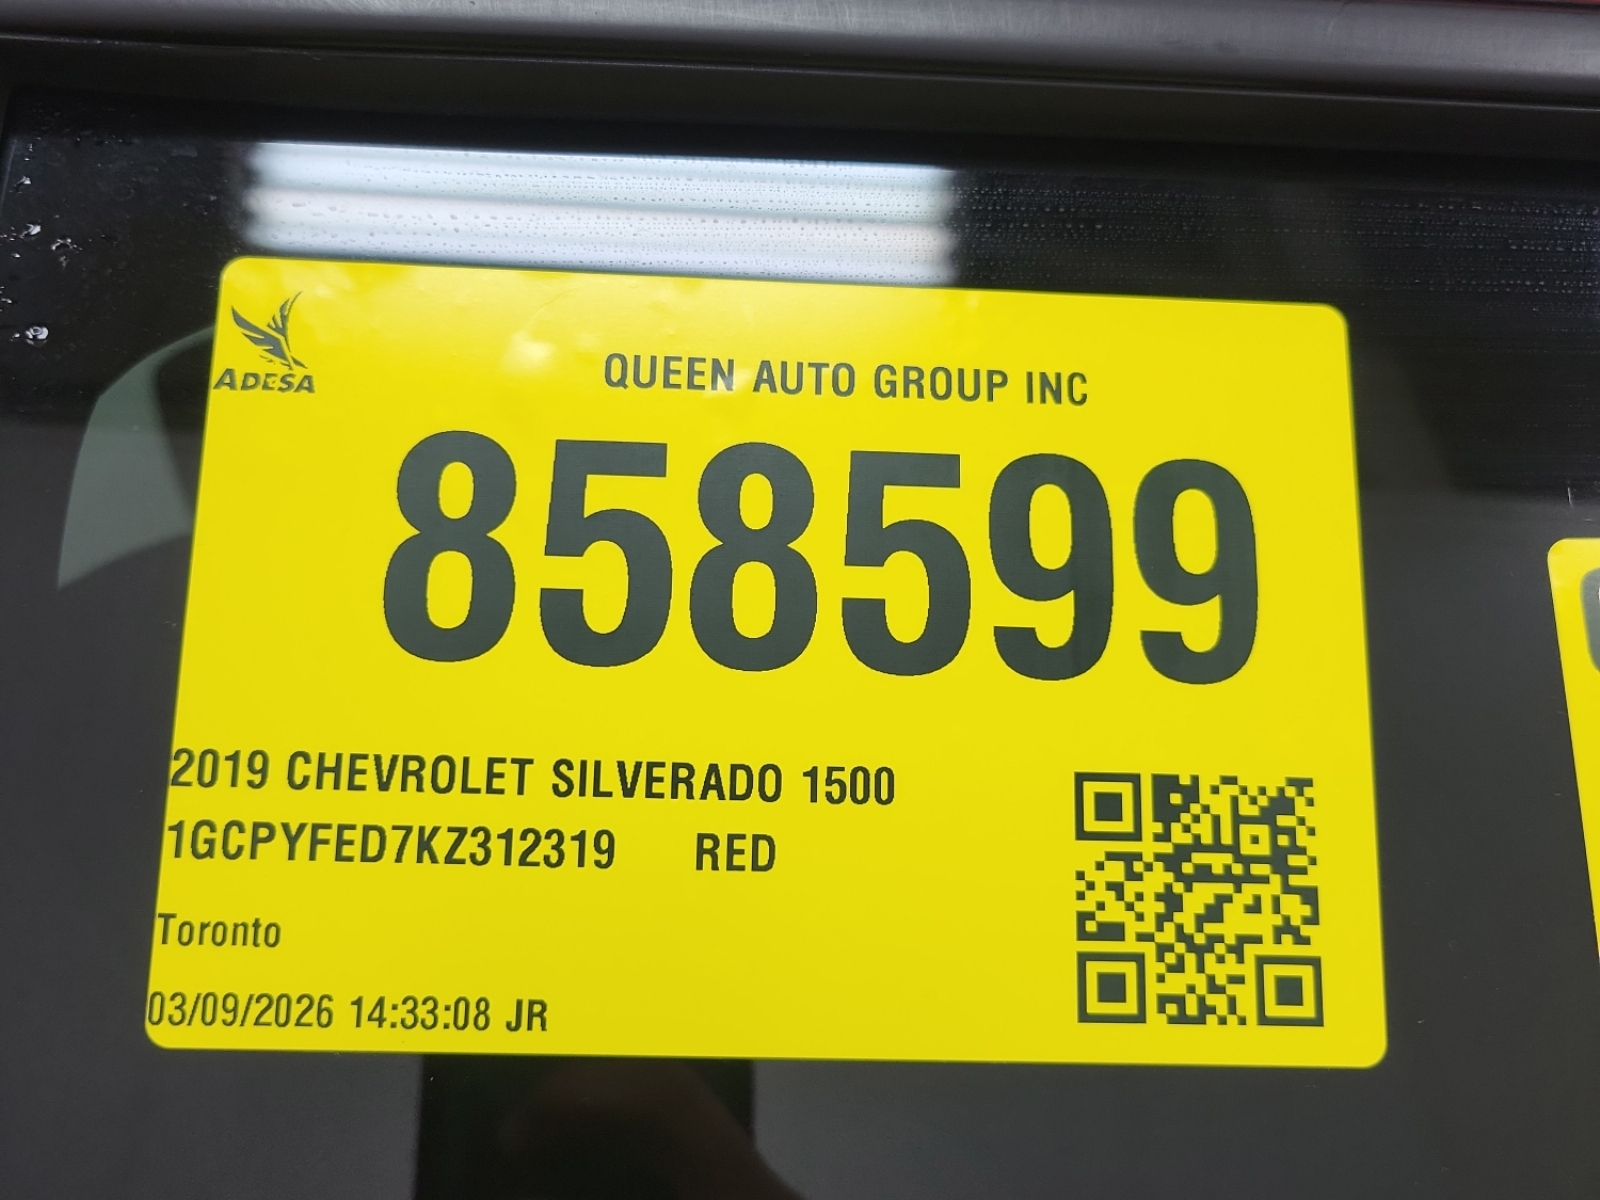 ADESA
QUEEN AUTO GROUP INC
858599
2019 CHEVROLET SILVERADO 1500
1GCPYFED7KZ312319 RED
Toronto
03/09/2026 14:33:08 JR